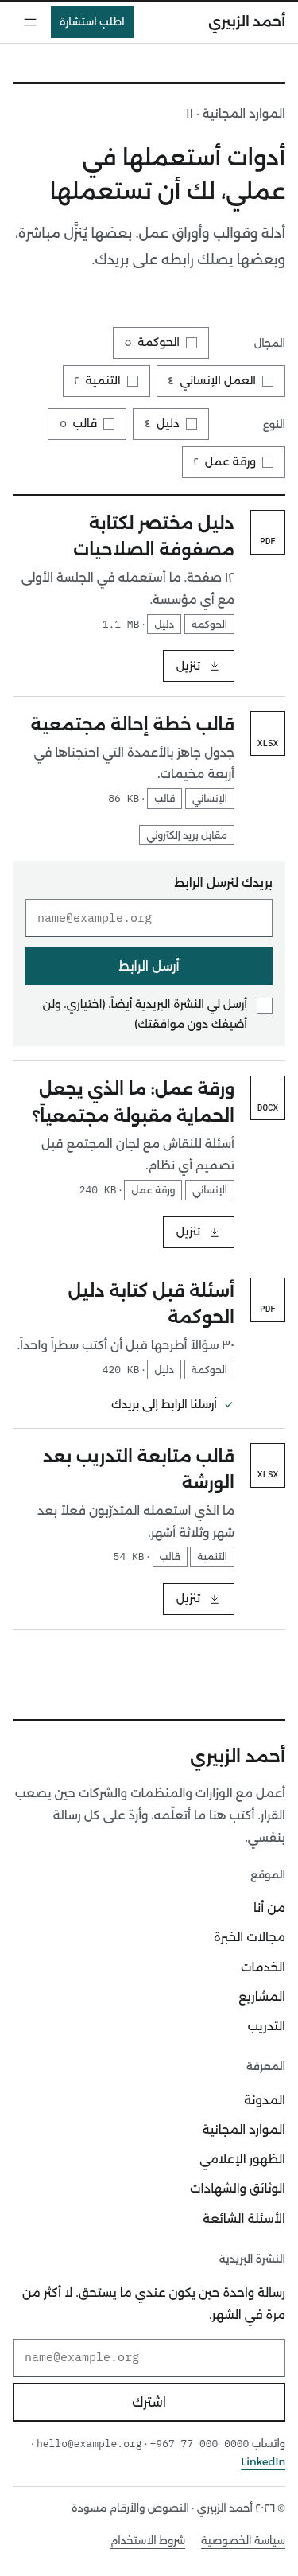 أحمد الزبيري
اطلب استشارة
الموارد المجانية · ١١
أدوات أستعملها في
عملي، لك أن تستعملها
أدلة وقوالب وأوراق عمل. بعضها يُنزَّل مباشرة،
وبعضها يصلك رابطه على بريدك.
المجال
الحوكمة ٥
العمل الإنساني ٤
التنمية ٢
النوع
دليل ٤
قالب ٥
ورقة عمل ٢
PDF
دليل مختصر لكتابة
مصفوفة الصلاحيات
١٢ صفحة. ما أستعمله في الجلسة الأولى
مع أي مؤسسة.
الحوكمة دليل · 1.1 MB
تنزيل
XLSX
قالب خطة إحالة مجتمعية
جدول جاهز بالأعمدة التي احتجناها في
أربعة مخيمات.
الإنساني قالب · 86 KB
مقابل بريد إلكتروني
بريدك لنرسل الرابط
name@example.org
أرسل الرابط
أرسل لي النشرة البريدية أيضاً. (اختياري، ولن
أضيفك دون موافقتك)
DOCX
ورقة عمل: ما الذي يجعل
الحماية مقبولة مجتمعياً؟
أسئلة للنقاش مع لجان المجتمع قبل
تصميم أي نظام.
الإنساني ورقة عمل · 240 KB
تنزيل
PDF
أسئلة قبل كتابة دليل
الحوكمة
٣٠ سؤالاً أطرحها قبل أن أكتب سطراً واحداً.
الحوكمة دليل · 420 KB
أرسلنا الرابط إلى بريدك
XLSX
قالب متابعة التدريب بعد
الورشة
ما الذي استعمله المتدرّبون فعلاً بعد
شهر وثلاثة أشهر.
التنمية قالب · 54 KB
تنزيل
أحمد الزبيري
أعمل مع الوزارات والمنظمات والشركات حين يصعب
القرار. أكتب هنا ما أتعلّمه، وأردّ على كل رسالة
بنفسي.
الموقع
من أنا
مجالات الخبرة
الخدمات
المشاريع
التدريب
المعرفة
المدونة
الموارد المجانية
الظهور الإعلامي
الوثائق والشهادات
الأسئلة الشائعة
النشرة البريدية
رسالة واحدة حين يكون عندي ما يستحق. لا أكثر من
مرة في الشهر.
name@example.org
اشترك
واتساب ‎+967 77 000 0000 · hello@example.org ·
LinkedIn
© ٢٠٢٦ أحمد الزبيري · النصوص والأرقام مسودة
سياسة الخصوصية شروط الاستخدام